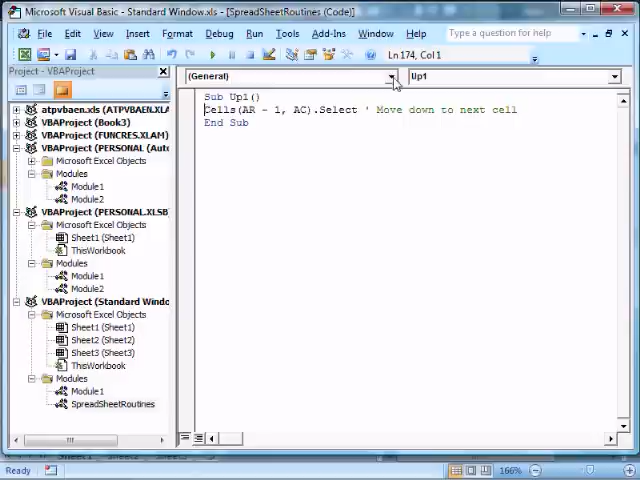 Microsoft Visual Basic - Standard Window.xls - [SpreadSheetRoutines (Code)]
File Edit View Insert Format Debug Run Tools Add-Ins Window Help Type a question for help
Ln 174, Col 1
Project - VBAProject
(General) Up1
Sub Up1()
Cells(AR - 1, AC).Select ' Move down to next cell
End Sub
atpvbaen.xls (ATPVBAEN.XLA
VBAProject (Book3)
VBAProject (FUNCRES.XLAM)
VBAProject (PERSONAL (Aut
Microsoft Excel Objects
Modules
Module1
Module2
VBAProject (PERSONAL.XLSB)
Microsoft Excel Objects
Sheet1 (Sheet1)
ThisWorkbook
Modules
Module1
Module2
VBAProject (Standard Windo
Microsoft Excel Objects
Sheet1 (Sheet1)
Sheet2 (Sheet2)
Sheet3 (Sheet3)
ThisWorkbook
Modules
Module1
SpreadSheetRoutines
Ready 166%